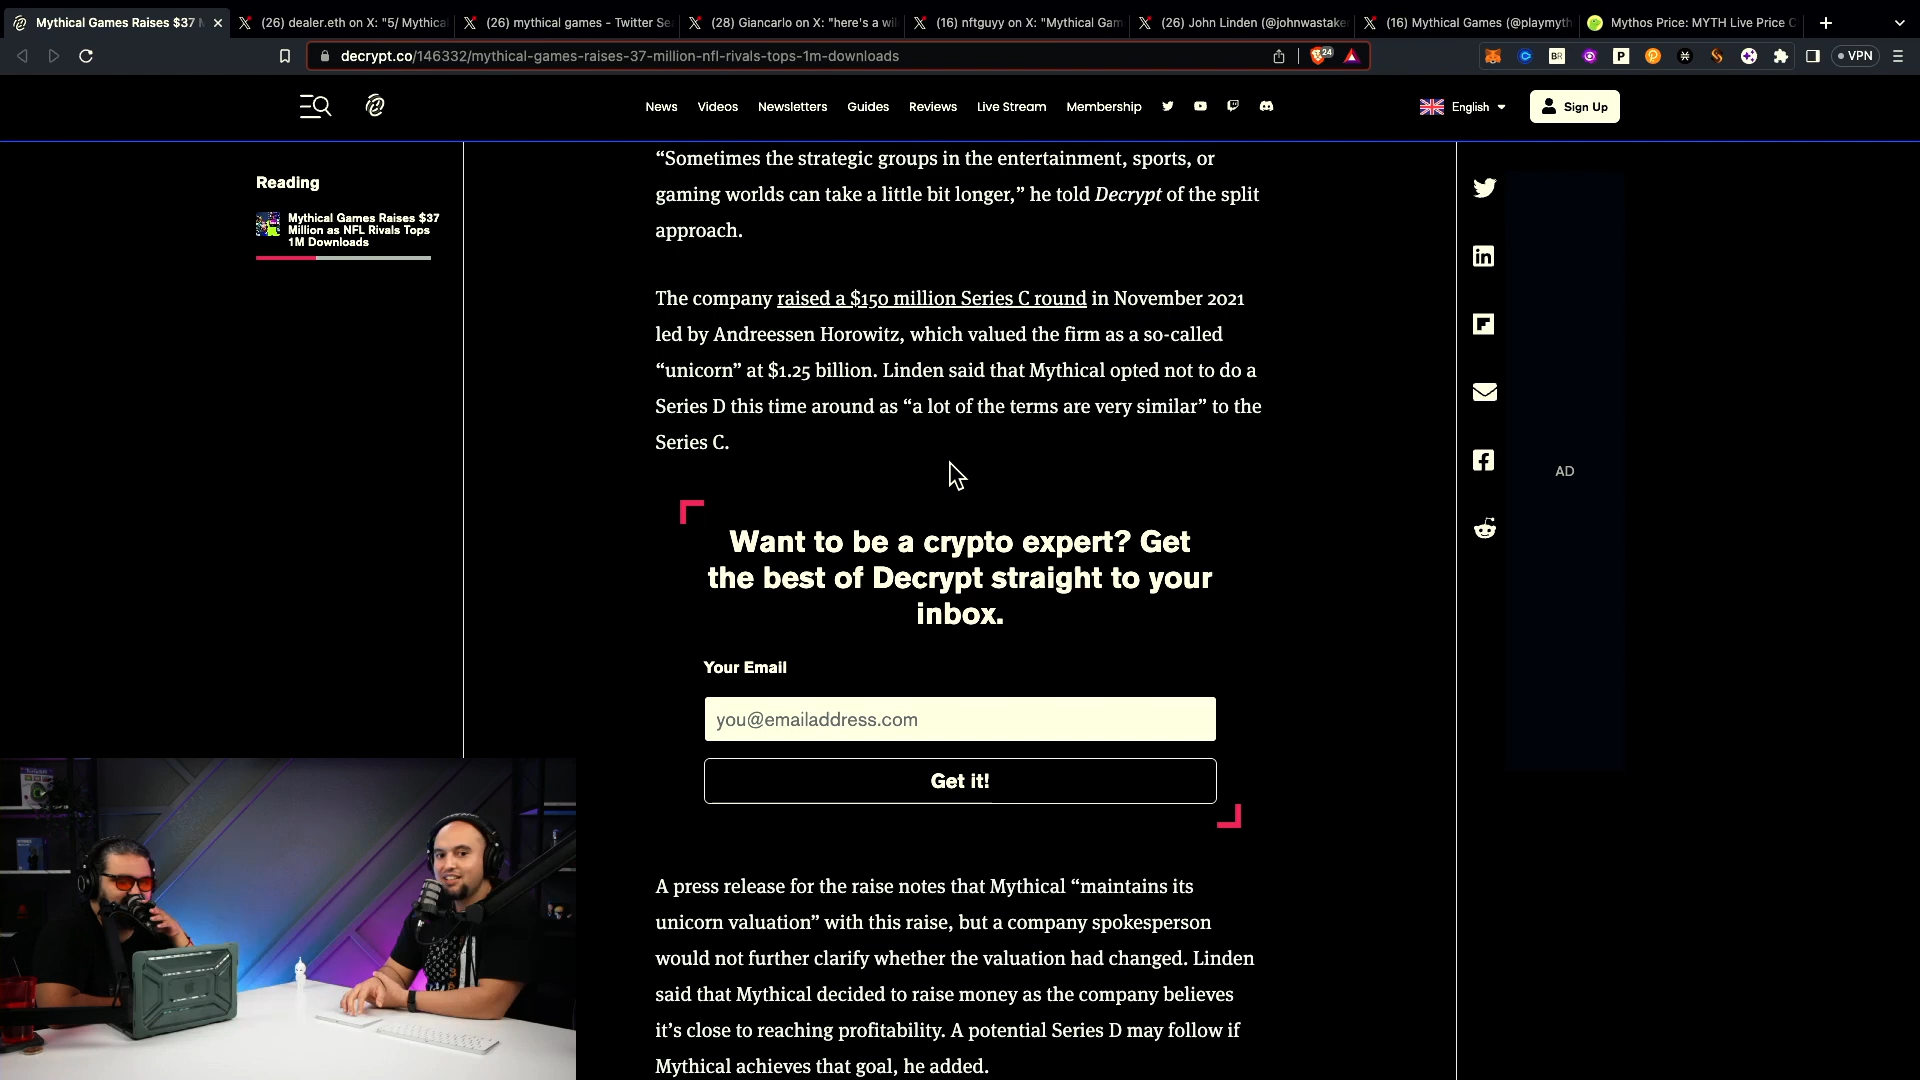 Mythical Games Raises $37
(26) dealer.eth on X: "5/ Mythical
(26) mythical games - Twitter Se
(28) Giancarlo on X: "here's a wil
(16) nftguyy on X: "Mythical Gam
(26) John Linden (@johnwastake
(16) Mythical Games (@playmyth
Mythos Price: MYTH Live Price C
decrypt.co/146332/mythical-games-raises-37-million-nfl-rivals-tops-1m-downloads
24
BR
P
VPN
News
Videos
Newsletters
Guides
Reviews
Live Stream
Membership
English
Sign Up
Reading
Mythical Games Raises $37
Million as NFL Rivals Tops
1M Downloads
“Sometimes the strategic groups in the entertainment, sports, or
gaming worlds can take a little bit longer,” he told Decrypt of the split
approach.
The company raised a $150 million Series C round in November 2021
led by Andreessen Horowitz, which valued the firm as a so-called
“unicorn” at $1.25 billion. Linden said that Mythical opted not to do a
Series D this time around as “a lot of the terms are very similar” to the
Series C.
AD
Want to be a crypto expert? Get
the best of Decrypt straight to your
inbox.
Your Email
you@emailaddress.com
Get it!
A press release for the raise notes that Mythical “maintains its
unicorn valuation” with this raise, but a company spokesperson
would not further clarify whether the valuation had changed. Linden
said that Mythical decided to raise money as the company believes
it’s close to reaching profitability. A potential Series D may follow if
Mythical achieves that goal, he added.